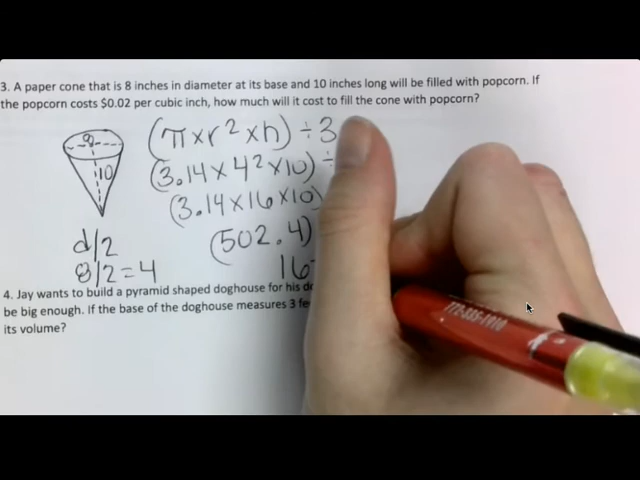 3. A paper cone that is 8 inches in diameter at its base and 10 inches long will be filled with popcorn. If
the popcorn costs $0.02 per cubic inch, how much will it cost to fill the cone with popcorn?
8
10
(π×r²×h)÷3
(3.14×4²×10)÷
(3.14×16×10)
(502.4)
16
d/2
8/2=4
4. Jay wants to build a pyramid shaped doghouse for his
be big enough. If the base of the doghouse measures 3
its volume?
772-335-1910